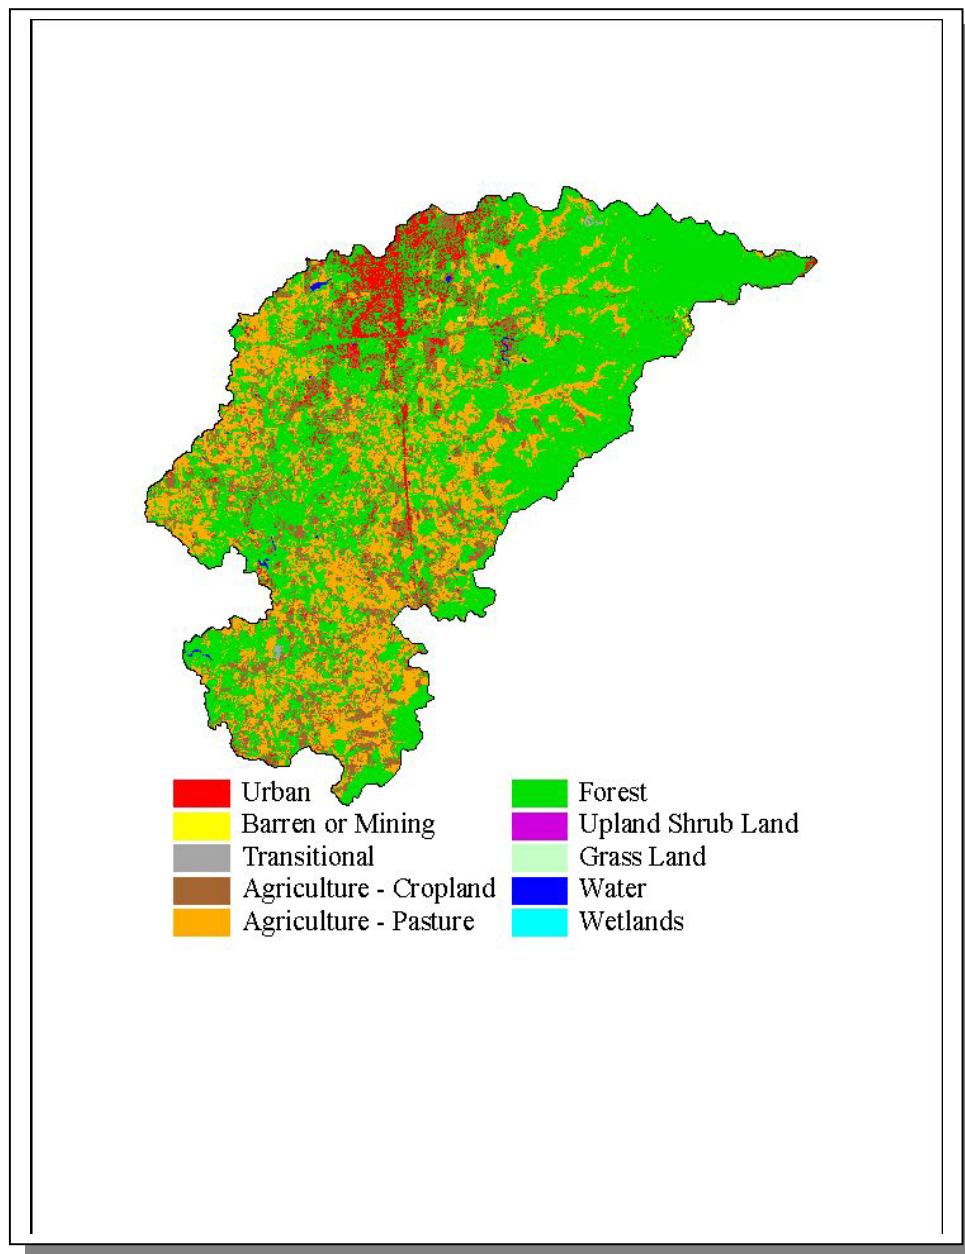 Urban
Barren or Mining
Transitional
Agriculture - Cropland
Agriculture - Pasture
Forest
Upland Shrub Land
Grass Land
Water
Wetlands